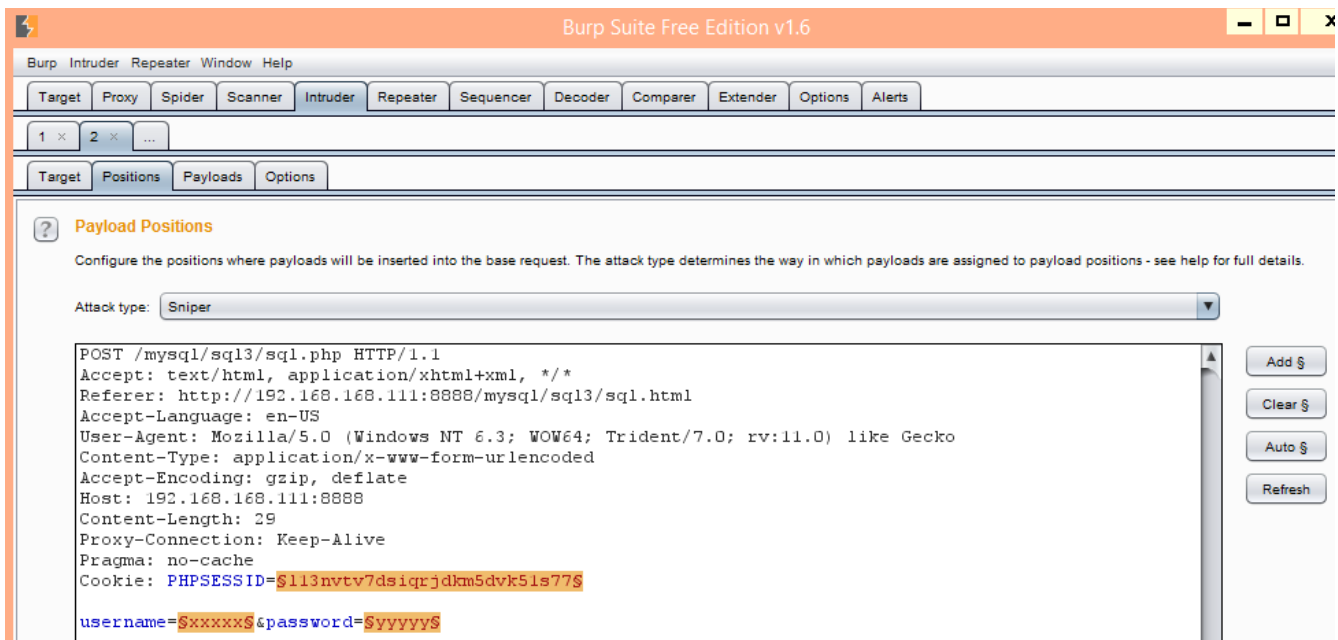 Burp Suite Free Edition v1.6
Burp Intruder Repeater Window Help
Target Proxy Spider Scanner Intruder Repeater Sequencer Decoder Comparer Extender Options Alerts
1 × 2 × ...
Target Positions Payloads Options
? Payload Positions
Configure the positions where payloads will be inserted into the base request. The attack type determines the way in which payloads are assigned to payload positions - see help for full details.
Attack type: Sniper
POST /mysql/sql3/sql.php HTTP/1.1
Accept: text/html, application/xhtml+xml, */*
Referer: http://192.168.168.111:8888/mysql/sql3/sql.html
Accept-Language: en-US
User-Agent: Mozilla/5.0 (Windows NT 6.3; WOW64; Trident/7.0; rv:11.0) like Gecko
Content-Type: application/x-www-form-urlencoded
Accept-Encoding: gzip, deflate
Host: 192.168.168.111:8888
Content-Length: 29
Proxy-Connection: Keep-Alive
Pragma: no-cache
Cookie: PHPSESSID=§l13nvtv7dsiqrjdkm5dvk51s77§
username=§xxxxx§&password=§yyyyy§
Add §
Clear §
Auto §
Refresh